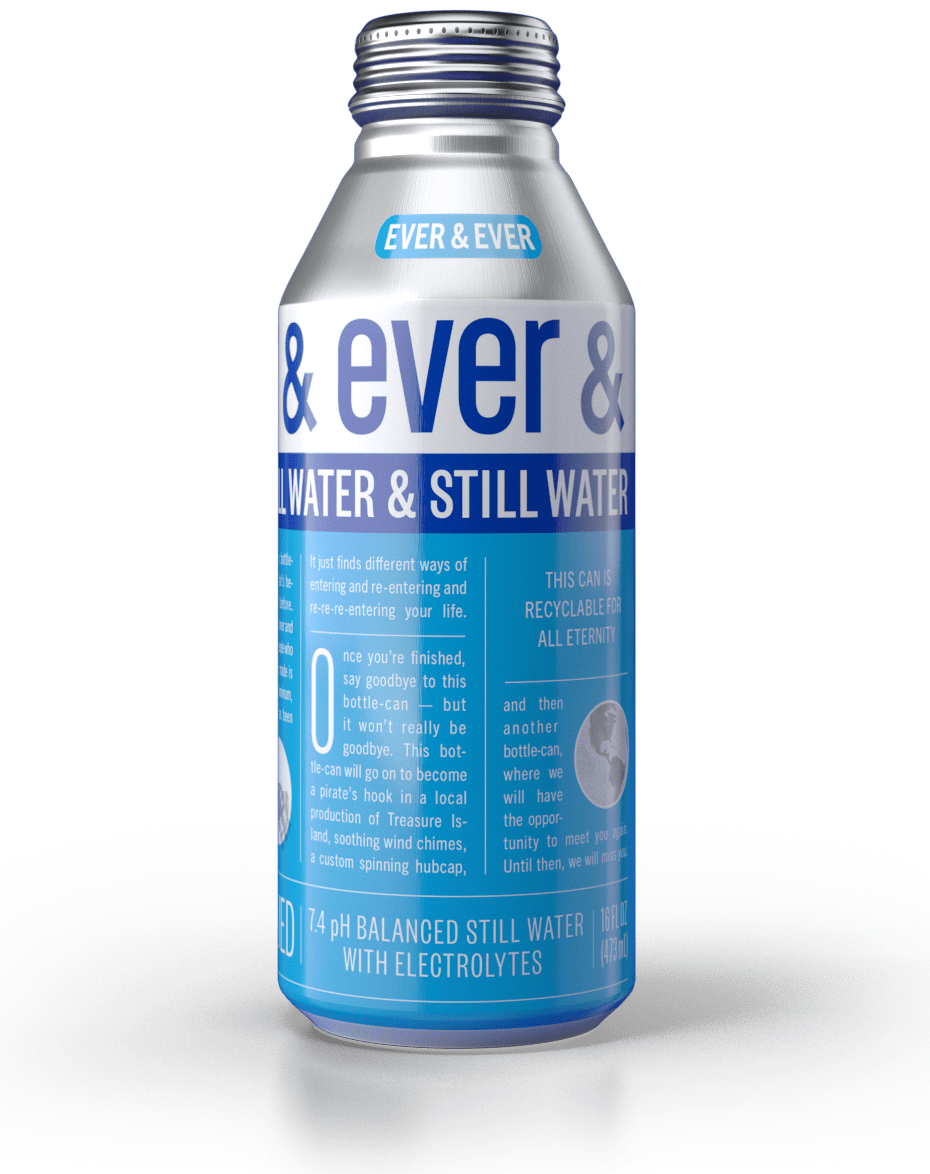 EVER & EVER
& ever &
WATER & STILL WATER
It just finds different ways of
entering and re-entering and
re-re-re-entering your life.
Once you're finished,
say goodbye to this
bottle-can — but
it won't really be
goodbye. This bot-
tle-can will go on to become
a pirate's hook in a local
production of Treasure Is-
land, soothing wind chimes,
a custom spinning hubcap,
THIS CAN IS
RECYCLABLE FOR
ALL ETERNITY
and then
another
bottle-can,
where we
will have
the oppor-
tunity to meet you again.
Until then, we will miss you.
7.4 pH BALANCED STILL WATER
WITH ELECTROLYTES
16 FL OZ
(473 mL)